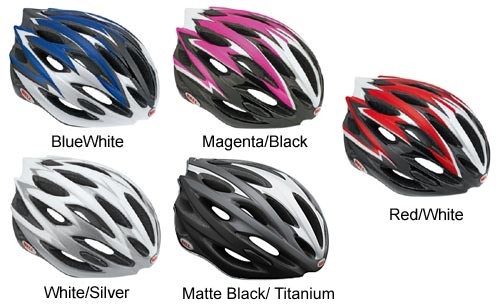 BlueWhite
Magenta/Black
Red/White
White/Silver
Matte Black/ Titanium